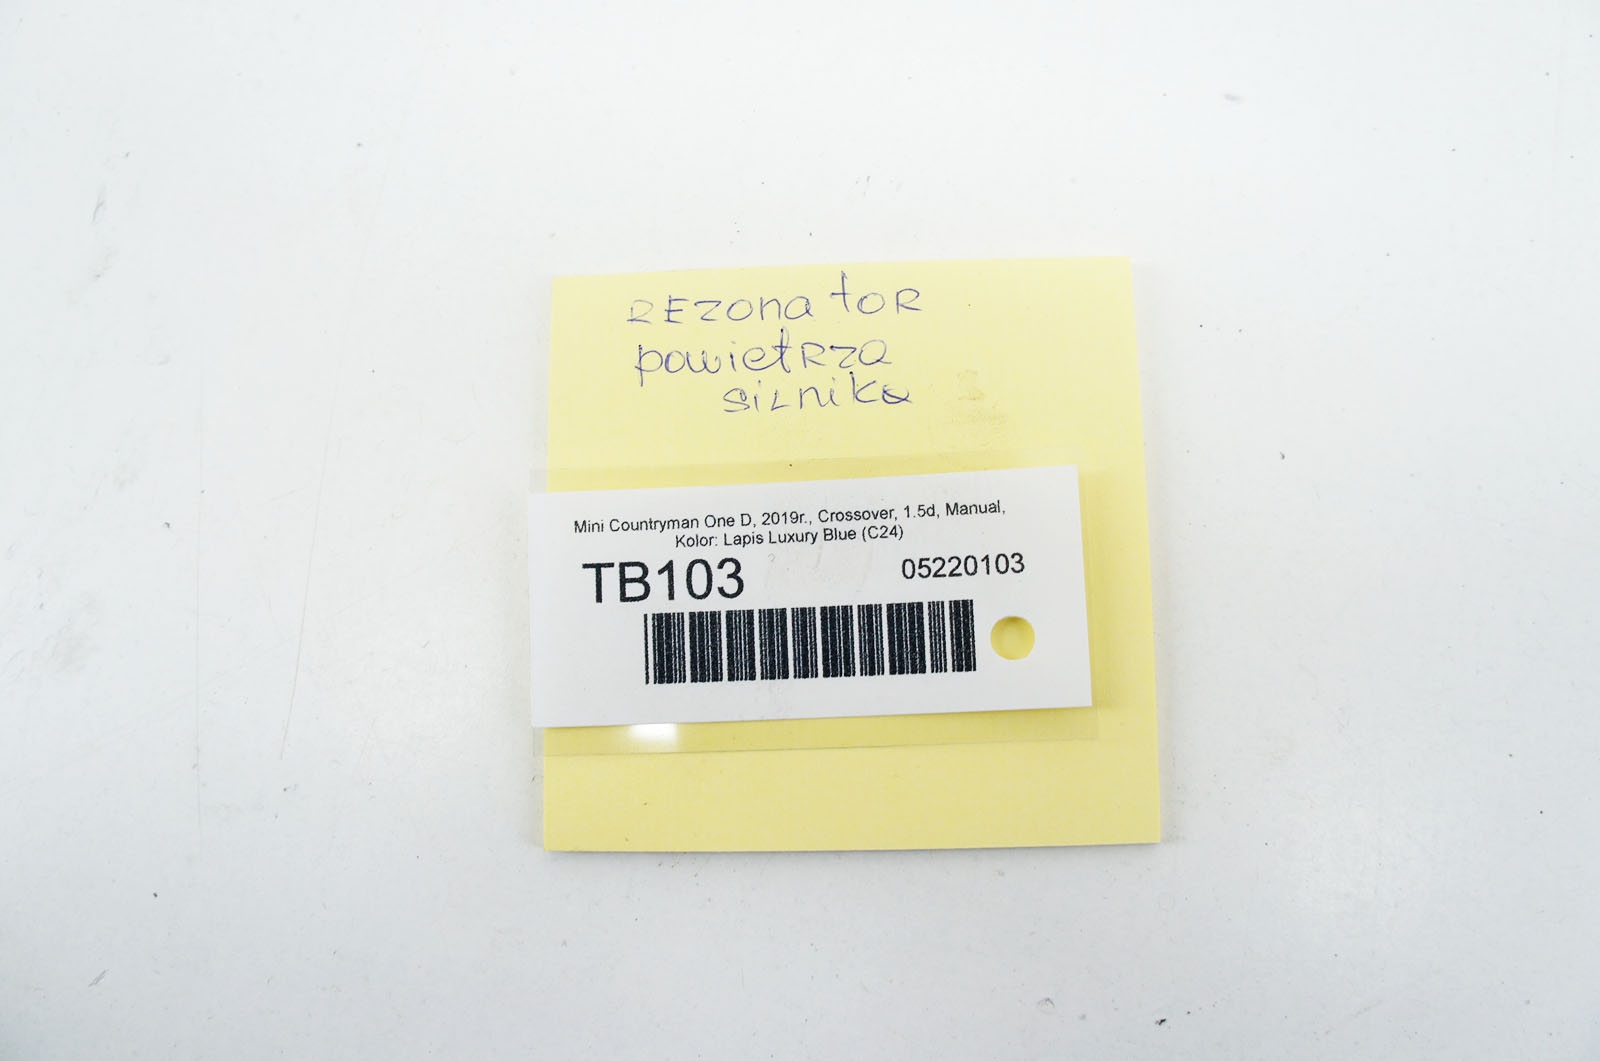 REzonatOR
powietRza
siLnika
Mini Countryman One D, 2019r., Crossover, 1.5d, Manual,
Kolor: Lapis Luxury Blue (C24)
TB103 05220103